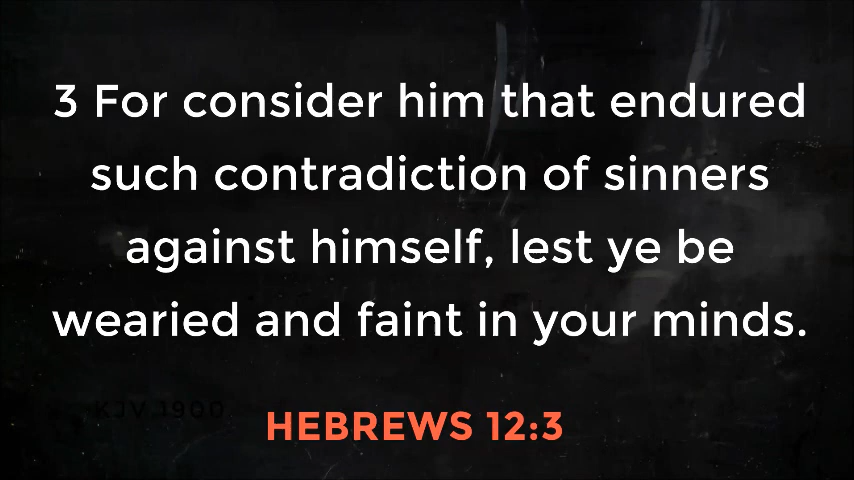 3 For consider him that endured
such contradiction of sinners
against himself, lest ye be
wearied and faint in your minds.
KJV 1900
HEBREWS 12:3